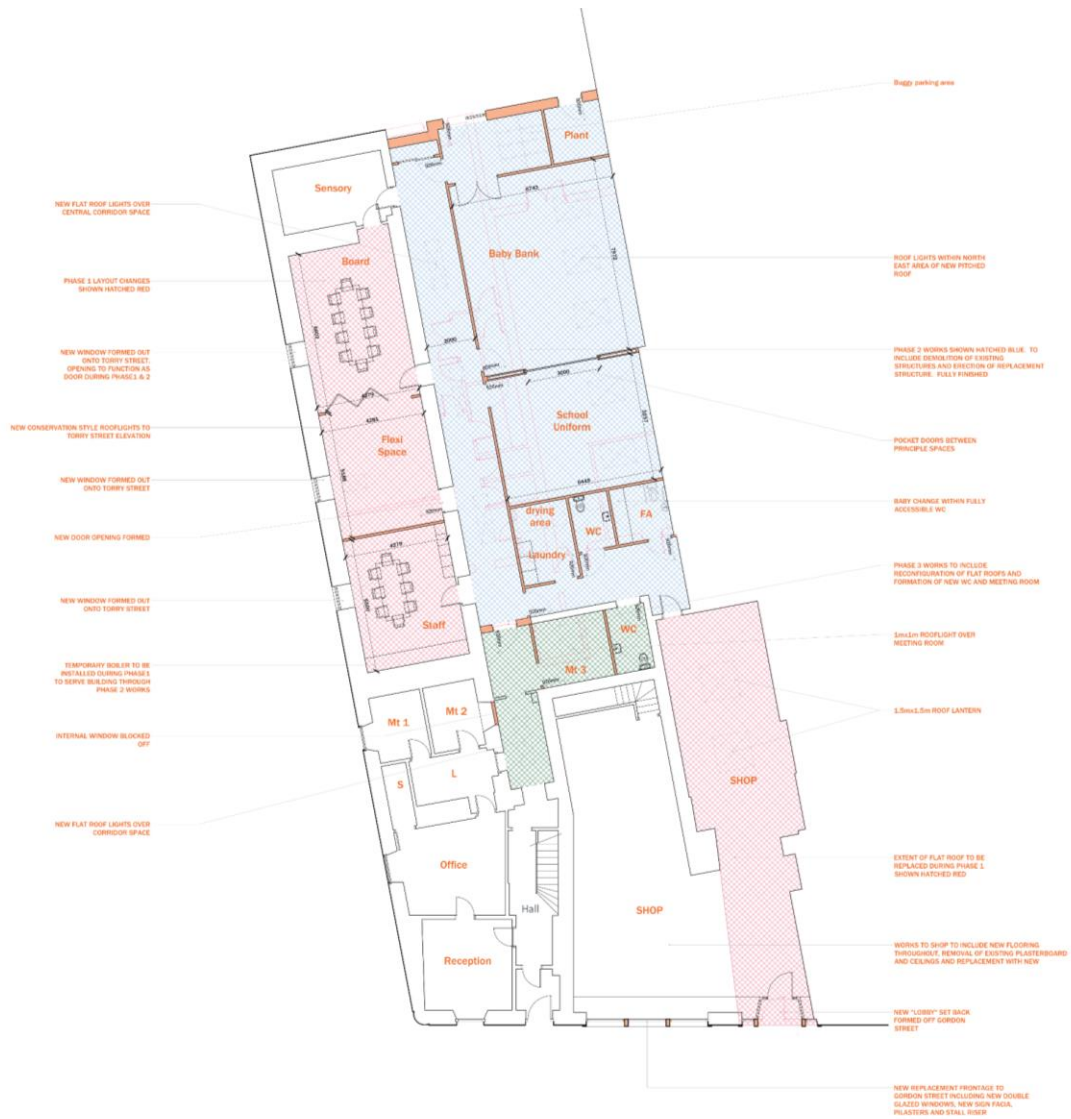 Buggy parking area
Plant
Sensory
NEW FLAT ROOF LIGHTS OVER
CENTRAL CORRIDOR SPACE
Baby Bank
Board
ROOF LIGHTS WITHIN NORTH
EAST AREA OF NEW PITCHED
ROOF
PHASE 1 LAYOUT CHANGES
SHOWN HATCHED RED
NEW WINDOW FORMED OUT
ONTO TORRY STREET.
OPENING TO FUNCTION AS
DOOR DURING PHASE1 & 2
PHASE 2 WORKS SHOWN HATCHED BLUE. TO
INCLUDE DEMOLITION OF EXISTING
STRUCTURES AND ERECTION OF REPLACEMENT
STRUCTURE. FULLY FINISHED
School
Uniform
NEW CONSERVATION STYLE ROOFLIGHTS TO
TORRY STREET ELEVATION
Flexi
Space
POCKET DOORS BETWEEN
PRINCIPLE SPACES
NEW WINDOW FORMED OUT
ONTO TORRY STREET
BABY CHANGE WITHIN FULLY
ACCESSIBLE WC
drying
area
WC
FA
NEW DOOR OPENING FORMED
Laundry
PHASE 3 WORKS TO INCLUDE
RECONFIGURATION OF FLAT ROOFS AND
FORMATION OF NEW WC AND MEETING ROOM
NEW WINDOW FORMED OUT
ONTO TORRY STREET
Staff
WC
1mx1m ROOFLIGHT OVER
MEETING ROOM
Mt 3
TEMPORARY BOILER TO BE
INSTALLED DURING PHASE1
TO SERVE BUILDING THROUGH
PHASE 2 WORKS
1.5mx1.5m ROOF LANTERN
Mt 1
Mt 2
INTERNAL WINDOW BLOCKED
OFF
L
S
SHOP
NEW FLAT ROOF LIGHTS OVER
CORRIDOR SPACE
Office
EXTENT OF FLAT ROOF TO BE
REPLACED DURING PHASE 1
SHOWN HATCHED RED
Hall
SHOP
WORKS TO SHOP TO INCLUDE NEW FLOORING
THROUGHOUT, REMOVAL OF EXISTING PLASTERBOARD
AND CEILINGS AND REPLACEMENT WITH NEW
Reception
NEW "LOBBY" SET BACK
FORMED OFF GORDON
STREET
NEW REPLACEMENT FRONTAGE TO
GORDON STREET INCLUDING NEW DOUBLE
GLAZED WINDOWS, NEW SIGN FACIA,
PILASTERS AND STALL RISER